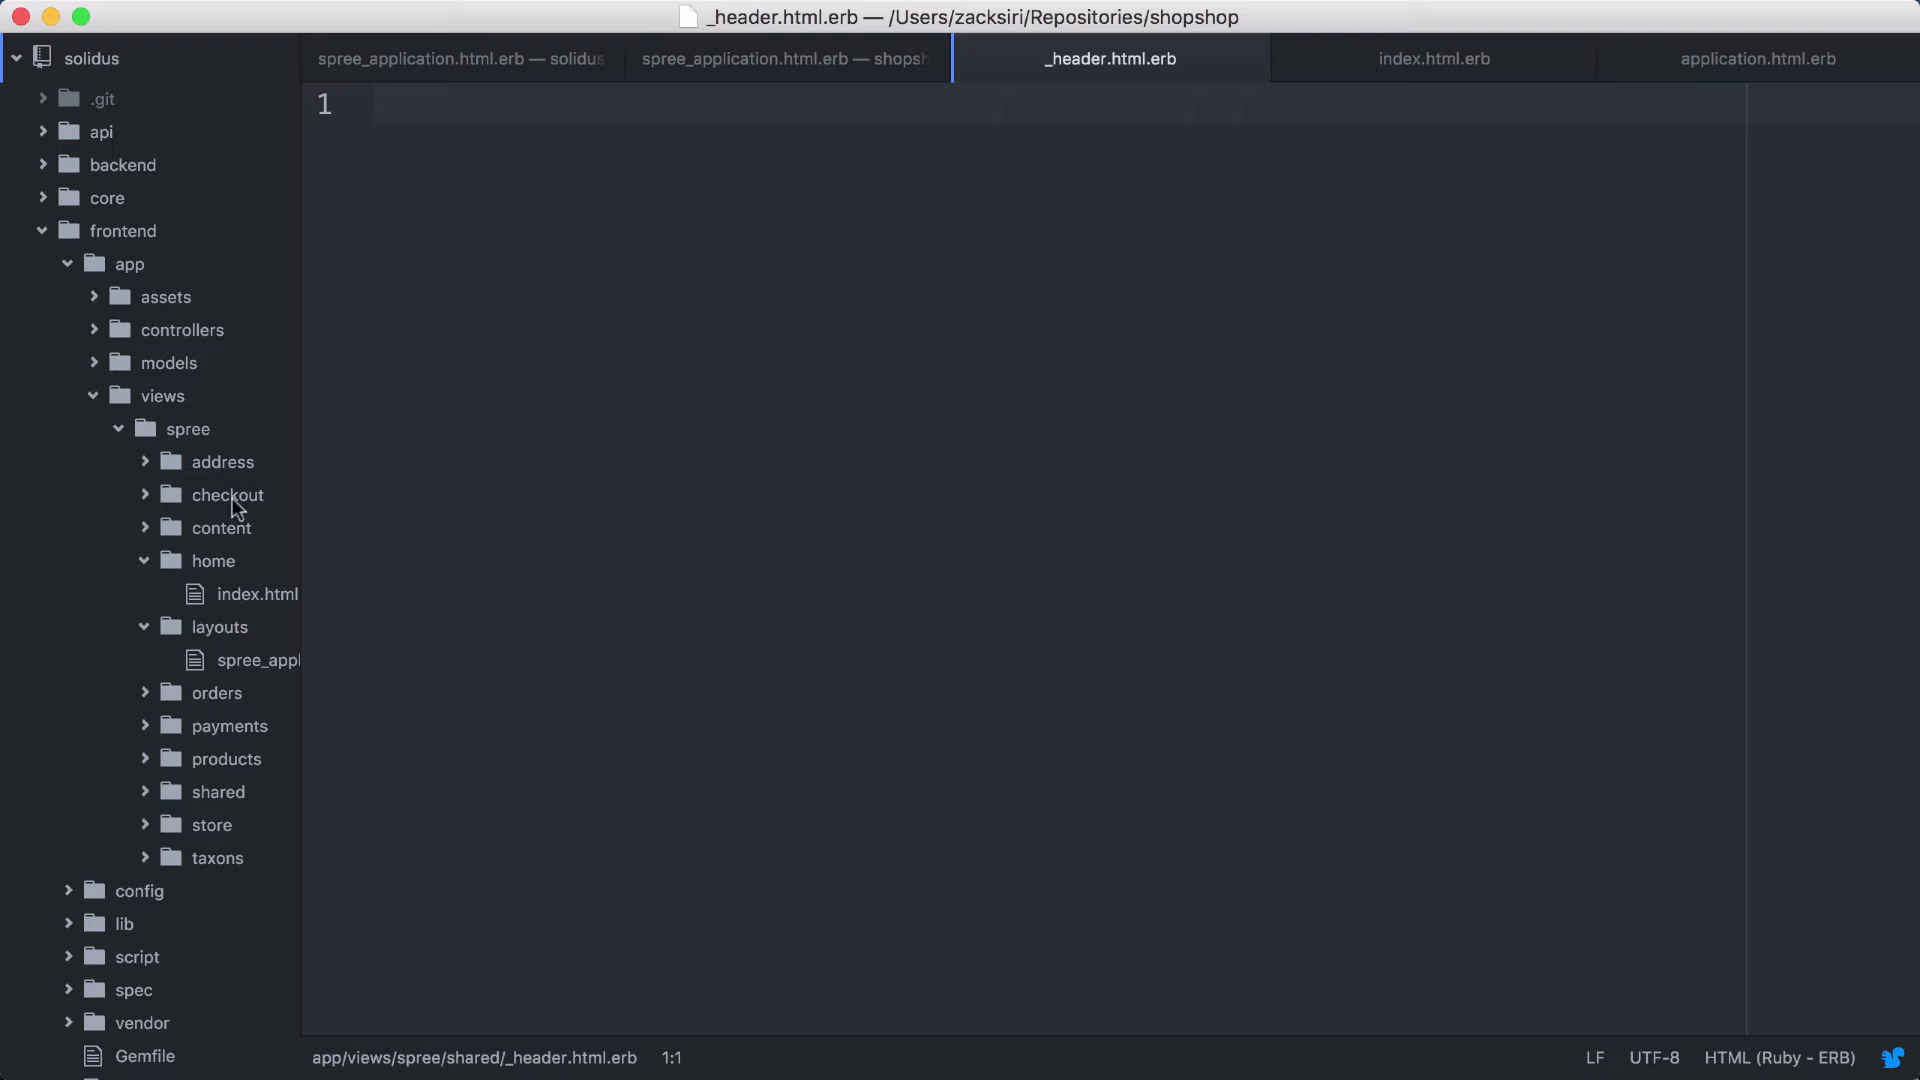 _header.html.erb — /Users/zacksiri/Repositories/shopshop
solidus
spree_application.html.erb — solidus
spree_application.html.erb — shopsh
_header.html.erb
index.html.erb
application.html.erb
.git
1
api
backend
core
frontend
app
assets
controllers
models
views
spree
address
checkout
content
home
index.html
layouts
spree_appl
orders
payments
products
shared
store
taxons
config
lib
script
spec
vendor
Gemfile
app/views/spree/shared/_header.html.erb 1:1
LF UTF-8 HTML (Ruby - ERB)